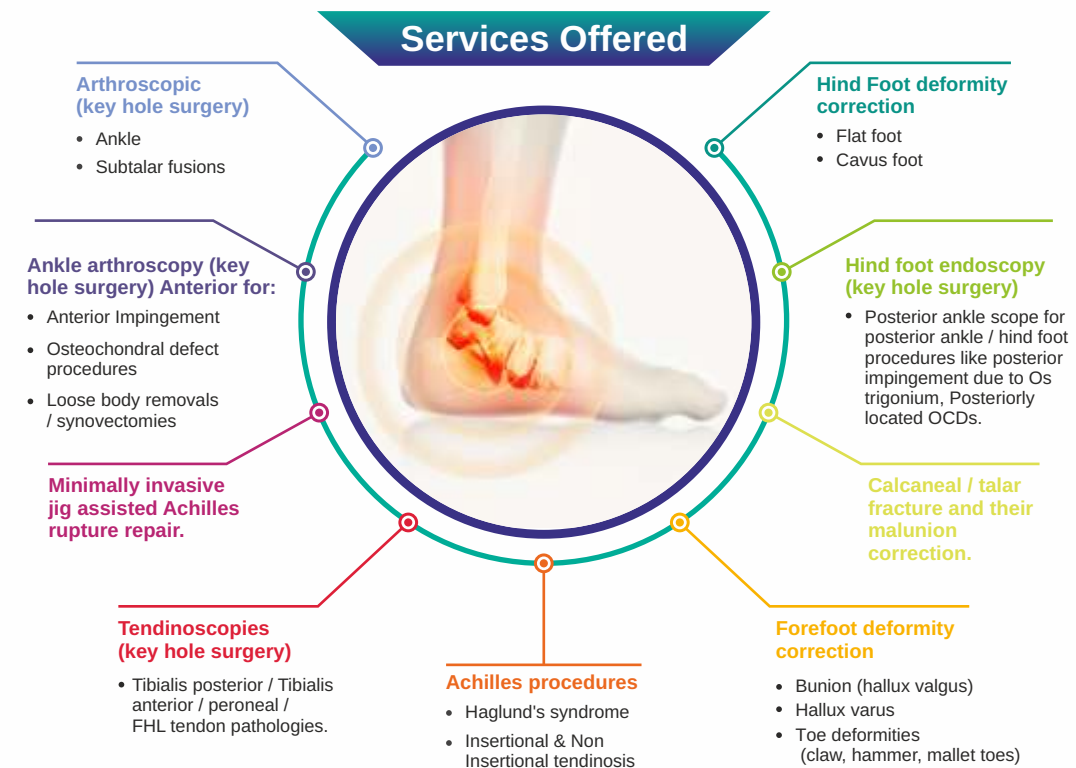 Services Offered
Arthroscopic
(key hole surgery)
• Ankle
• Subtalar fusions
Ankle arthroscopy (key
hole surgery) Anterior for:
• Anterior Impingement
• Osteochondral defect
procedures
• Loose body removals
/ synovectomies
Minimally invasive
jig assisted Achilles
rupture repair.
Tendinoscopies
(key hole surgery)
• Tibialis posterior / Tibialis
anterior / peroneal /
FHL tendon pathologies.
Achilles procedures
• Haglund's syndrome
• Insertional & Non
Insertional tendinosis
Hind Foot deformity
correction
• Flat foot
• Cavus foot
Hind foot endoscopy
(key hole surgery)
• Posterior ankle scope for
posterior ankle / hind foot
procedures like posterior
impingement due to Os
trigonium, Posteriorly
located OCDs.
Calcaneal / talar
fracture and their
malunion
correction.
Forefoot deformity
correction
• Bunion (hallux valgus)
• Hallux varus
• Toe deformities
(claw, hammer, mallet toes)